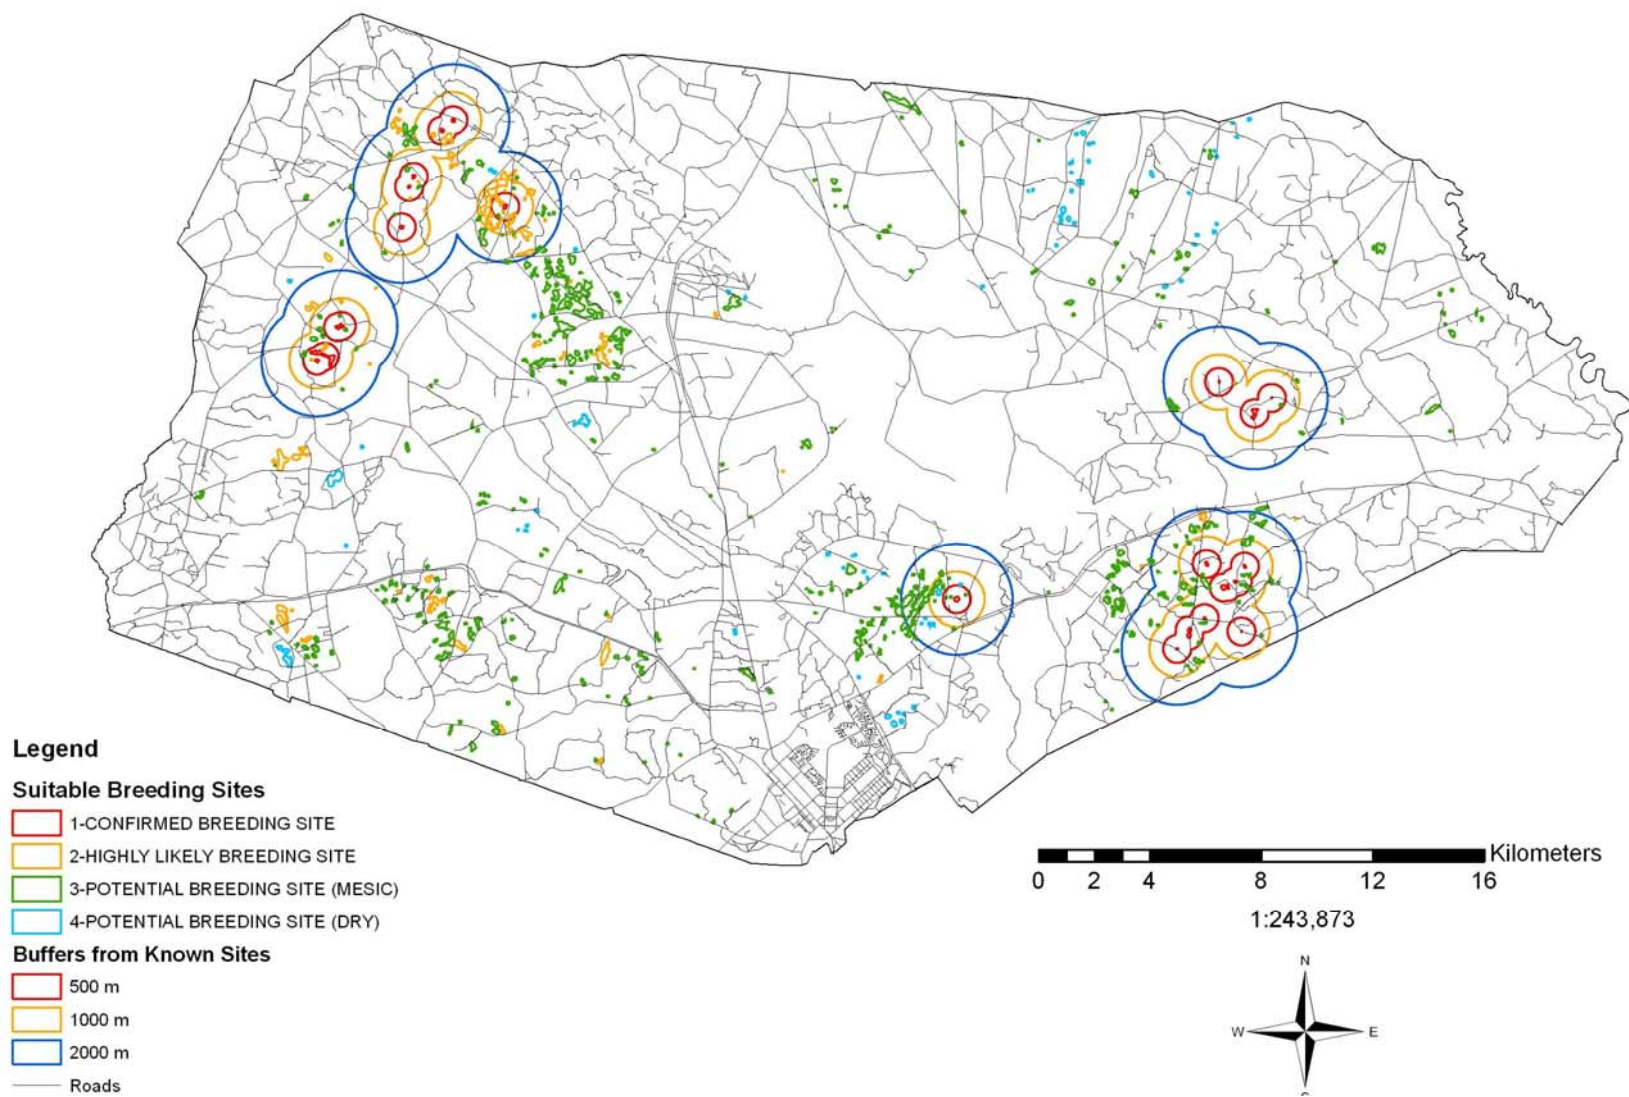 Legend
Suitable Breeding Sites
1-CONFIRMED BREEDING SITE
2-HIGHLY LIKELY BREEDING SITE
3-POTENTIAL BREEDING SITE (MESIC)
4-POTENTIAL BREEDING SITE (DRY)
Buffers from Known Sites
500 m
1000 m
2000 m
Roads
Kilometers
0 2 4 8 12 16
1:243,873
N
W E
S